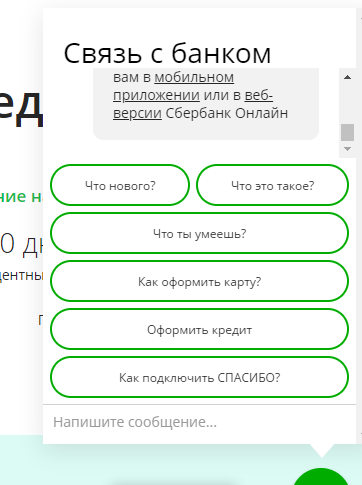 Связь с банком
вам в мобильном
приложении или в веб-
версии Сбербанк Онлайн
ед
Что нового?
Что это такое?
ние н
Что ты умеешь?
0 дн
центны
Как оформить карту?
Оформить кредит
Как подключить СПАСИБО?
Напишите сообщение...